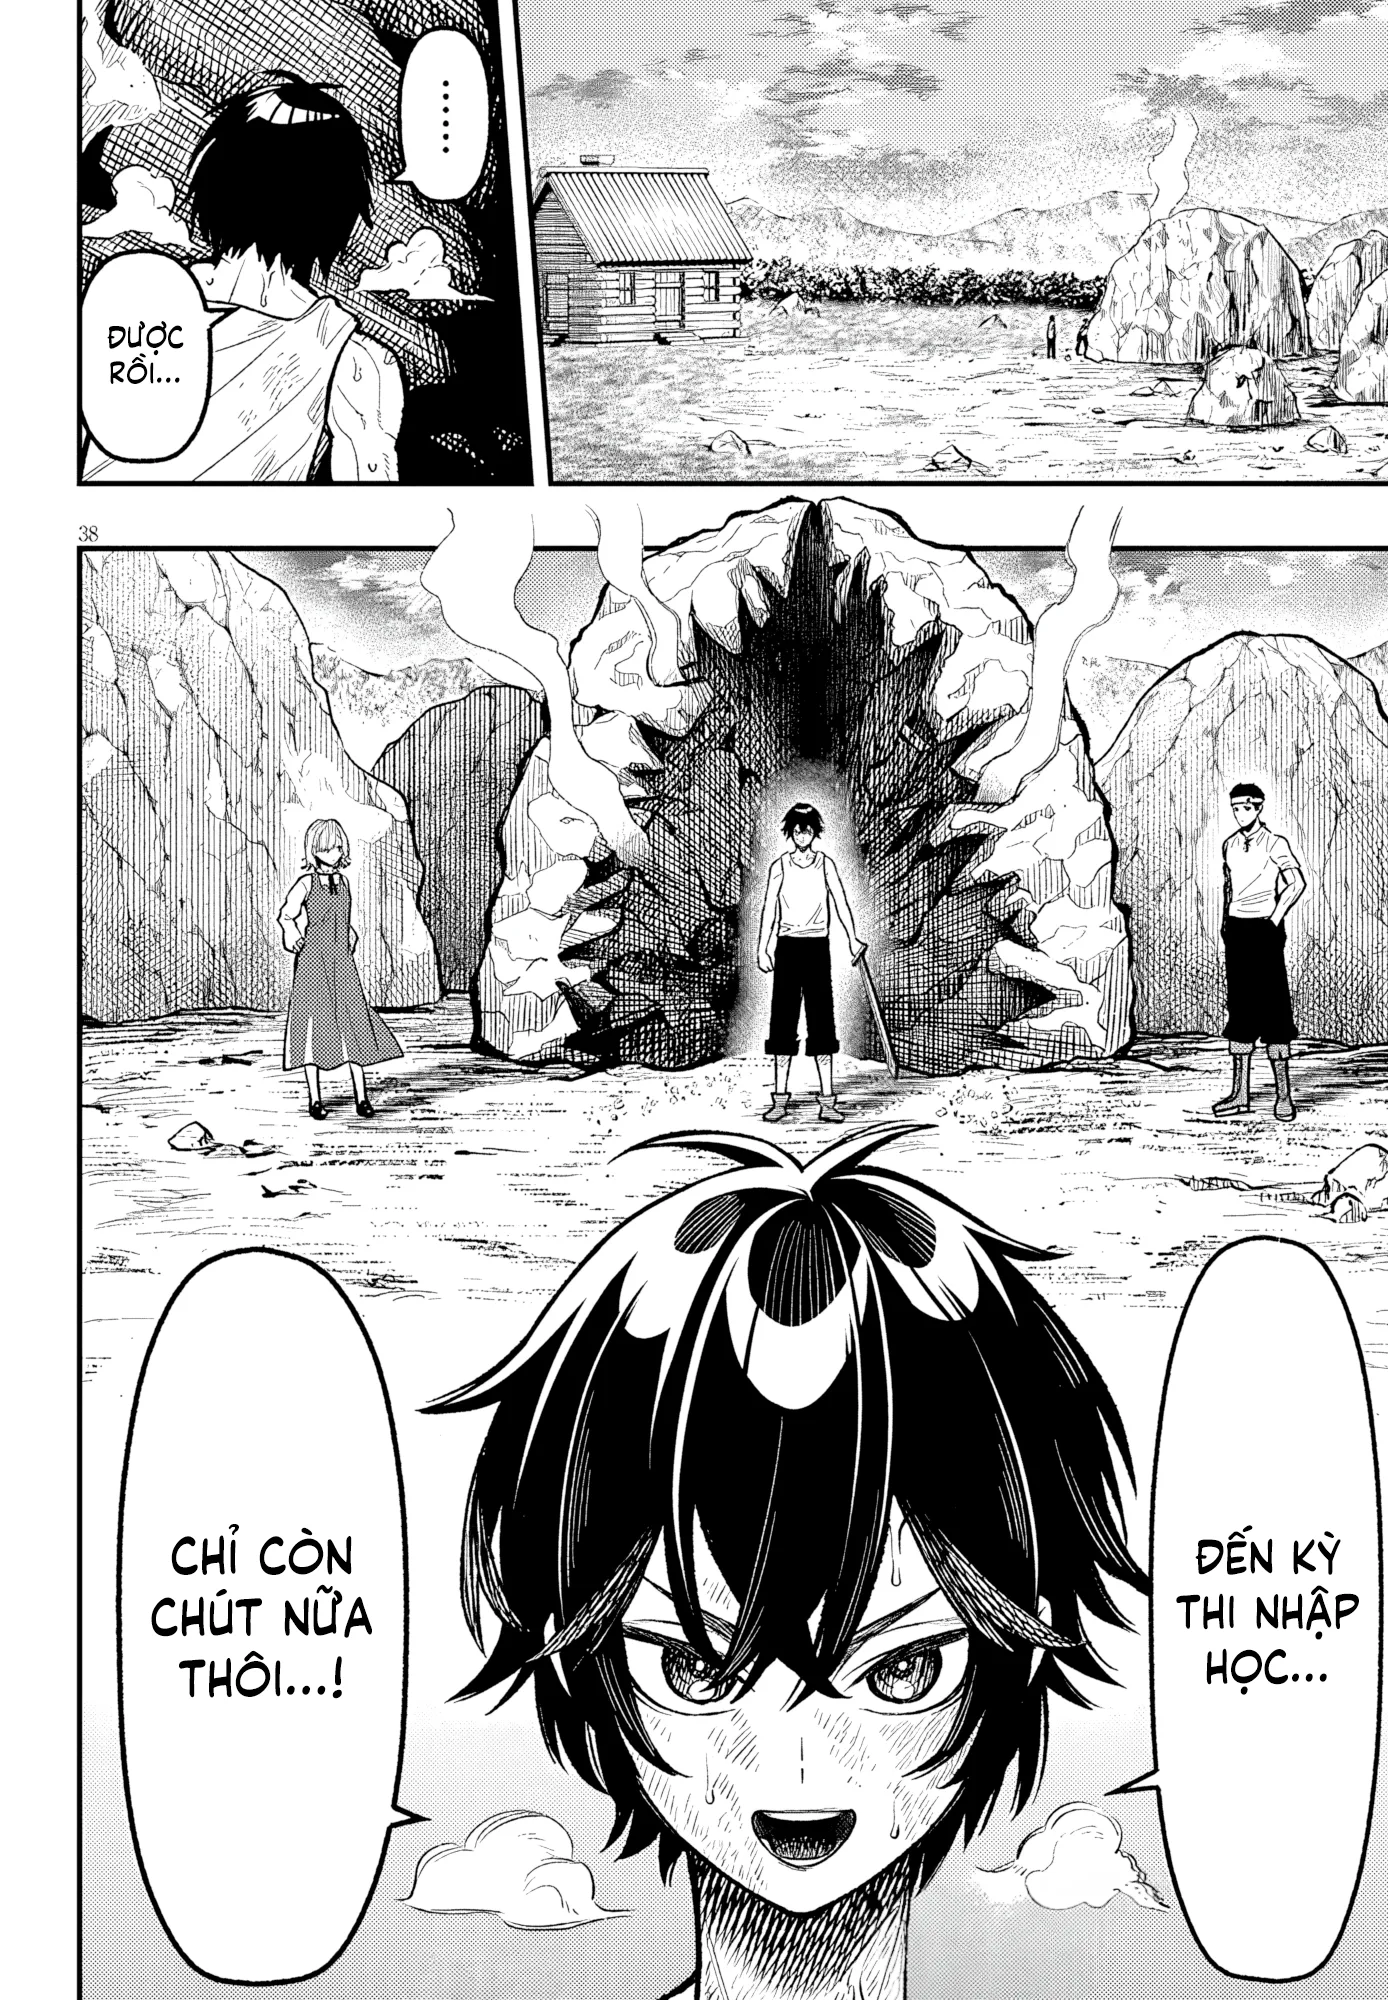 .......
ĐƯỢC
RỒI...
38
ĐẾN KỲ
THI NHẬP
HỌC...
CHỈ CÒN
CHÚT NỮA
THÔI...!